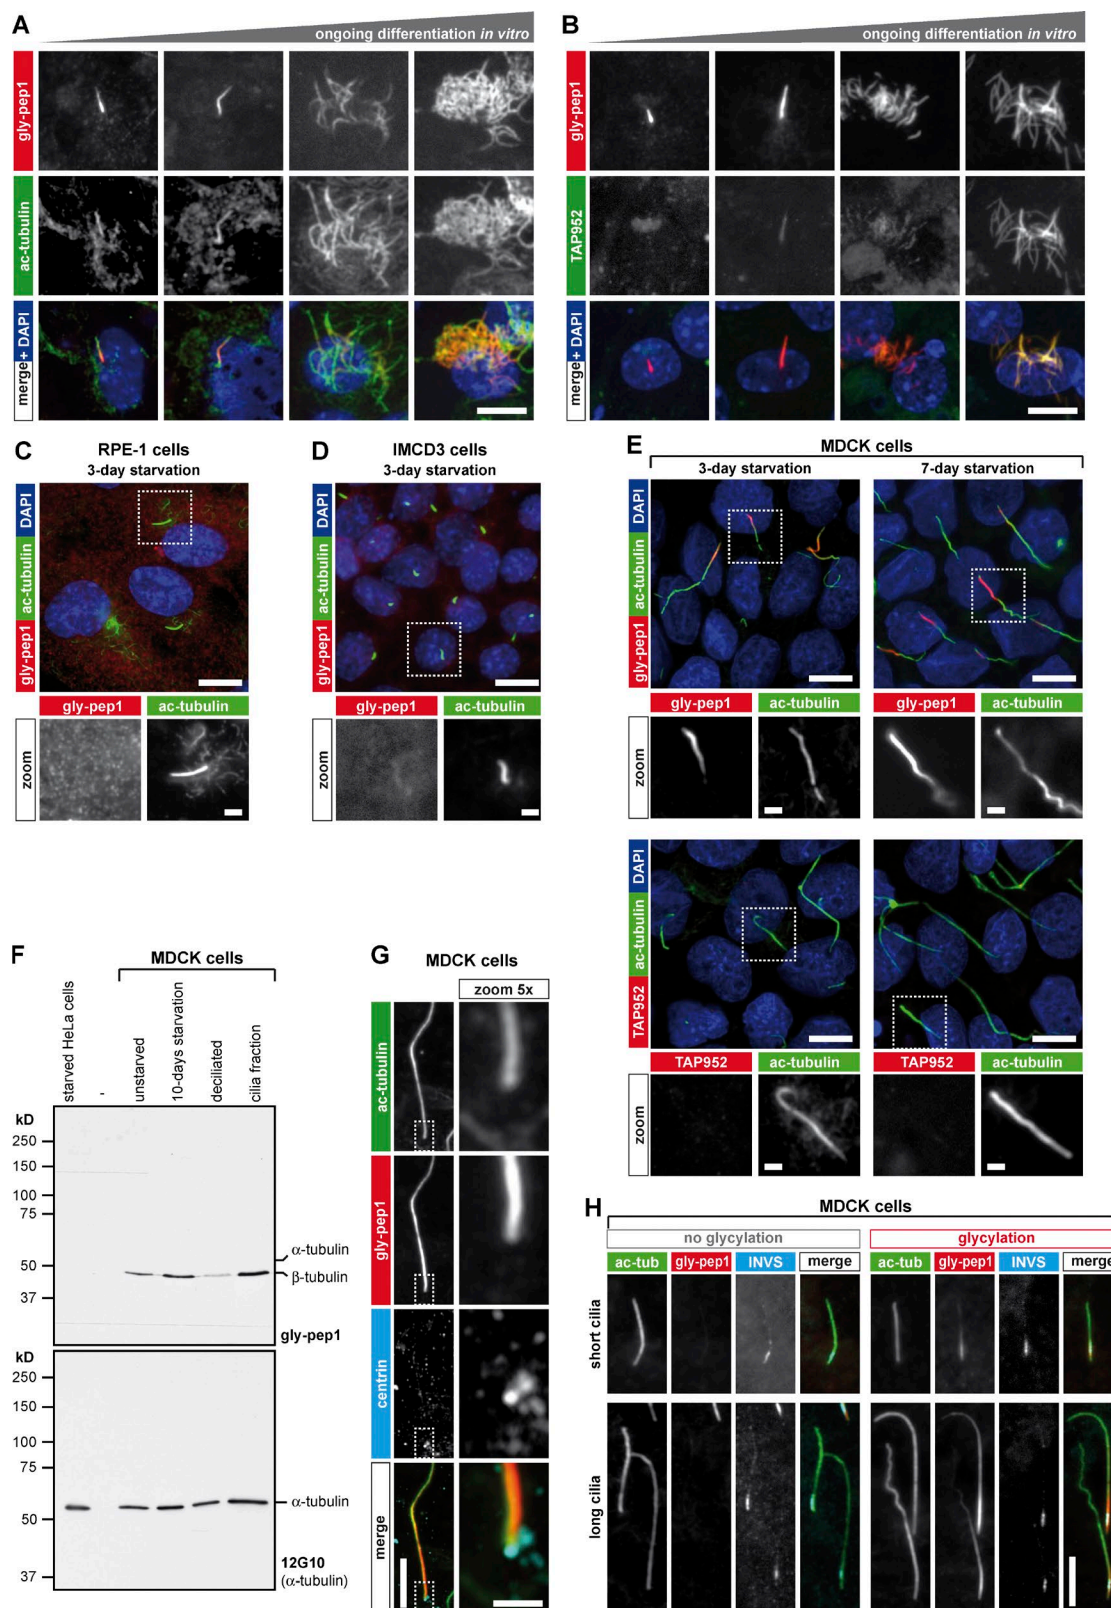 A
ongoing differentiation in vitro
gly-pep1
ac-tubulin
merge + DAPI
B
ongoing differentiation in vitro
gly-pep1
TAP952
merge + DAPI
C
RPE-1 cells
3-day starvation
gly-pep1 ac-tubulin DAPI
gly-pep1 ac-tubulin
zoom
D
IMCD3 cells
3-day starvation
gly-pep1 ac-tubulin DAPI
gly-pep1 ac-tubulin
zoom
E
MDCK cells
3-day starvation 7-day starvation
gly-pep1 ac-tubulin DAPI
gly-pep1 ac-tubulin gly-pep1 ac-tubulin
zoom
TAP952 ac-tubulin DAPI
TAP952 ac-tubulin TAP952 ac-tubulin
zoom
F
MDCK cells
starved HeLa cells
-
unstarved
10-days starvation
deciliated
cilia fraction
kD
250
150
100
75
50
37
α-tubulin
β-tubulin
gly-pep1
kD
250
150
100
75
50
37
α-tubulin
12G10
(α-tubulin)
G
MDCK cells
zoom 5x
ac-tubulin
gly-pep1
centrin
merge
H
MDCK cells
no glycylation glycylation
ac-tub gly-pep1 INVS merge ac-tub gly-pep1 INVS merge
short cilia
long cilia